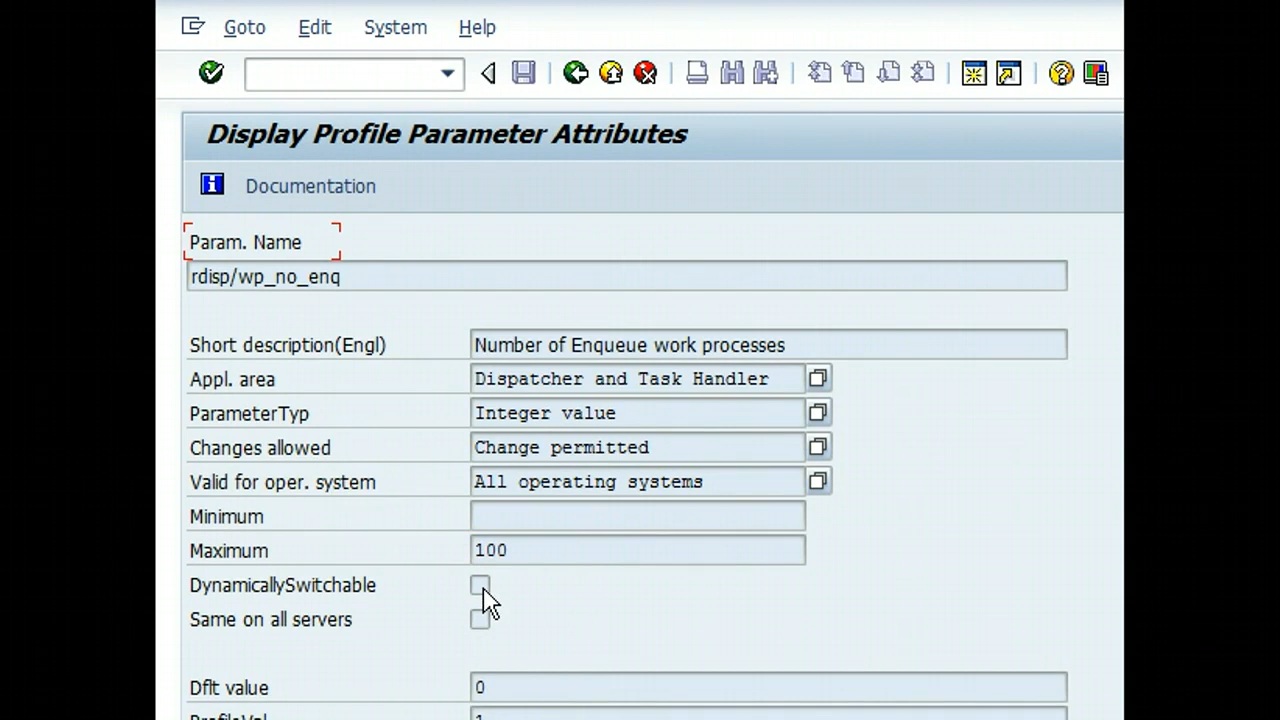 Goto Edit System Help
Display Profile Parameter Attributes
Documentation
Param. Name
rdisp/wp_no_enq
Short description(Engl) Number of Enqueue work processes
Appl. area Dispatcher and Task Handler
ParameterTyp Integer value
Changes allowed Change permitted
Valid for oper. system All operating systems
Minimum
Maximum 100
DynamicallySwitchable
Same on all servers
Dflt value 0
ProfileVal 1